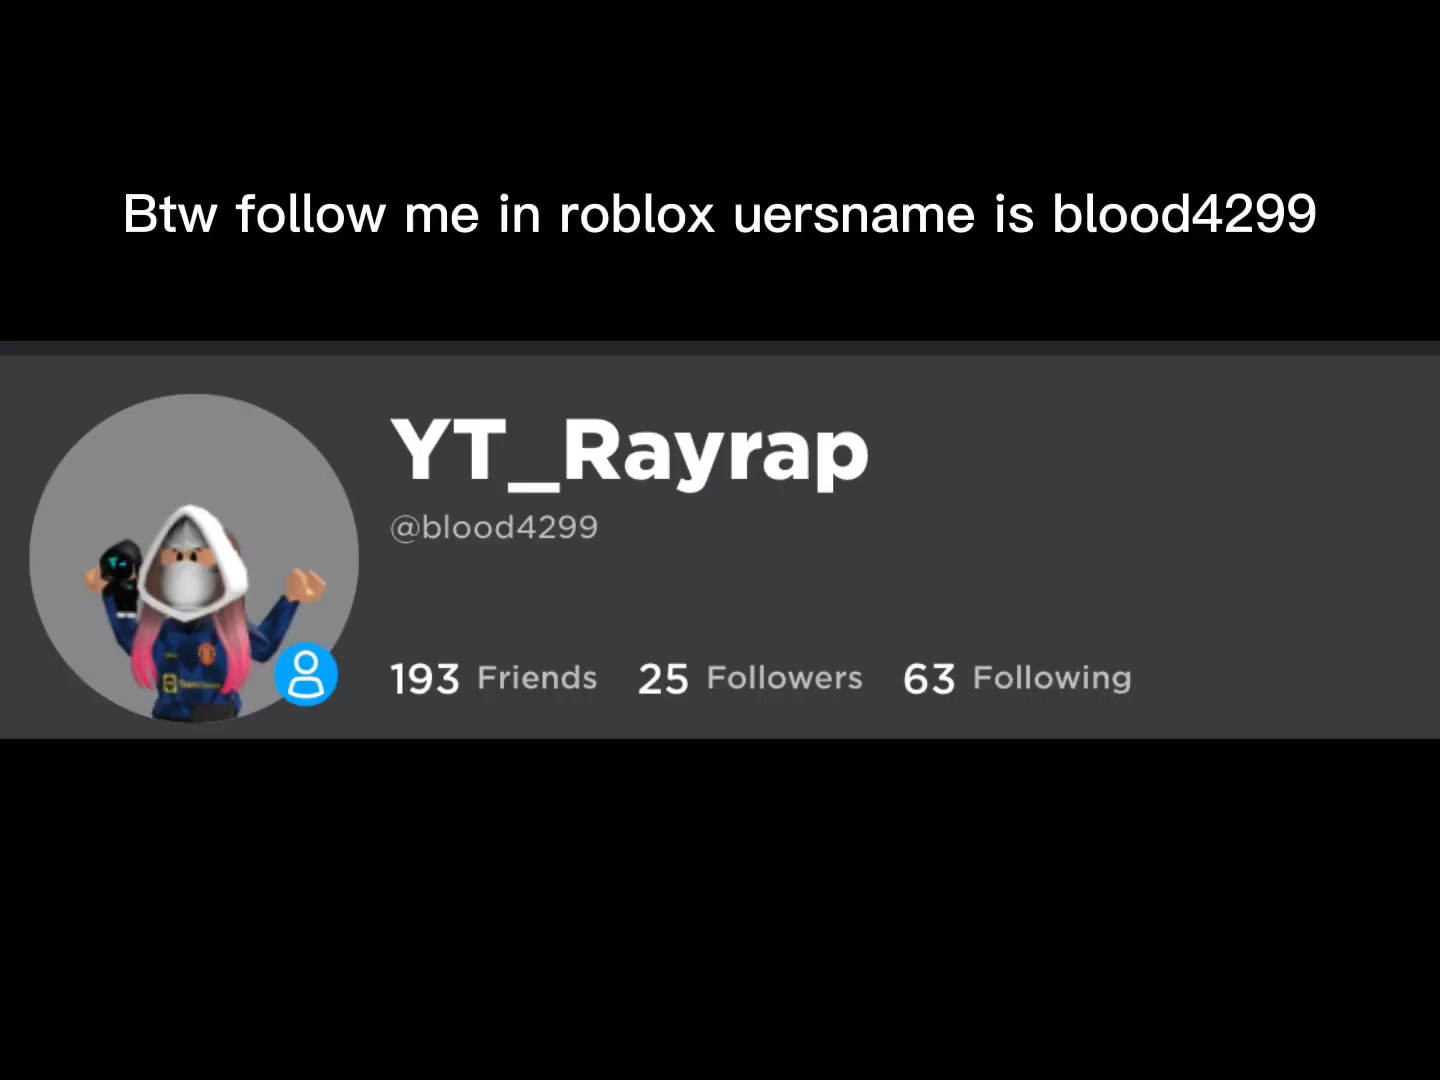 Btw follow me in roblox uersname is blood4299
YT_Rayrap
@blood4299
193 Friends 25 Followers 63 Following